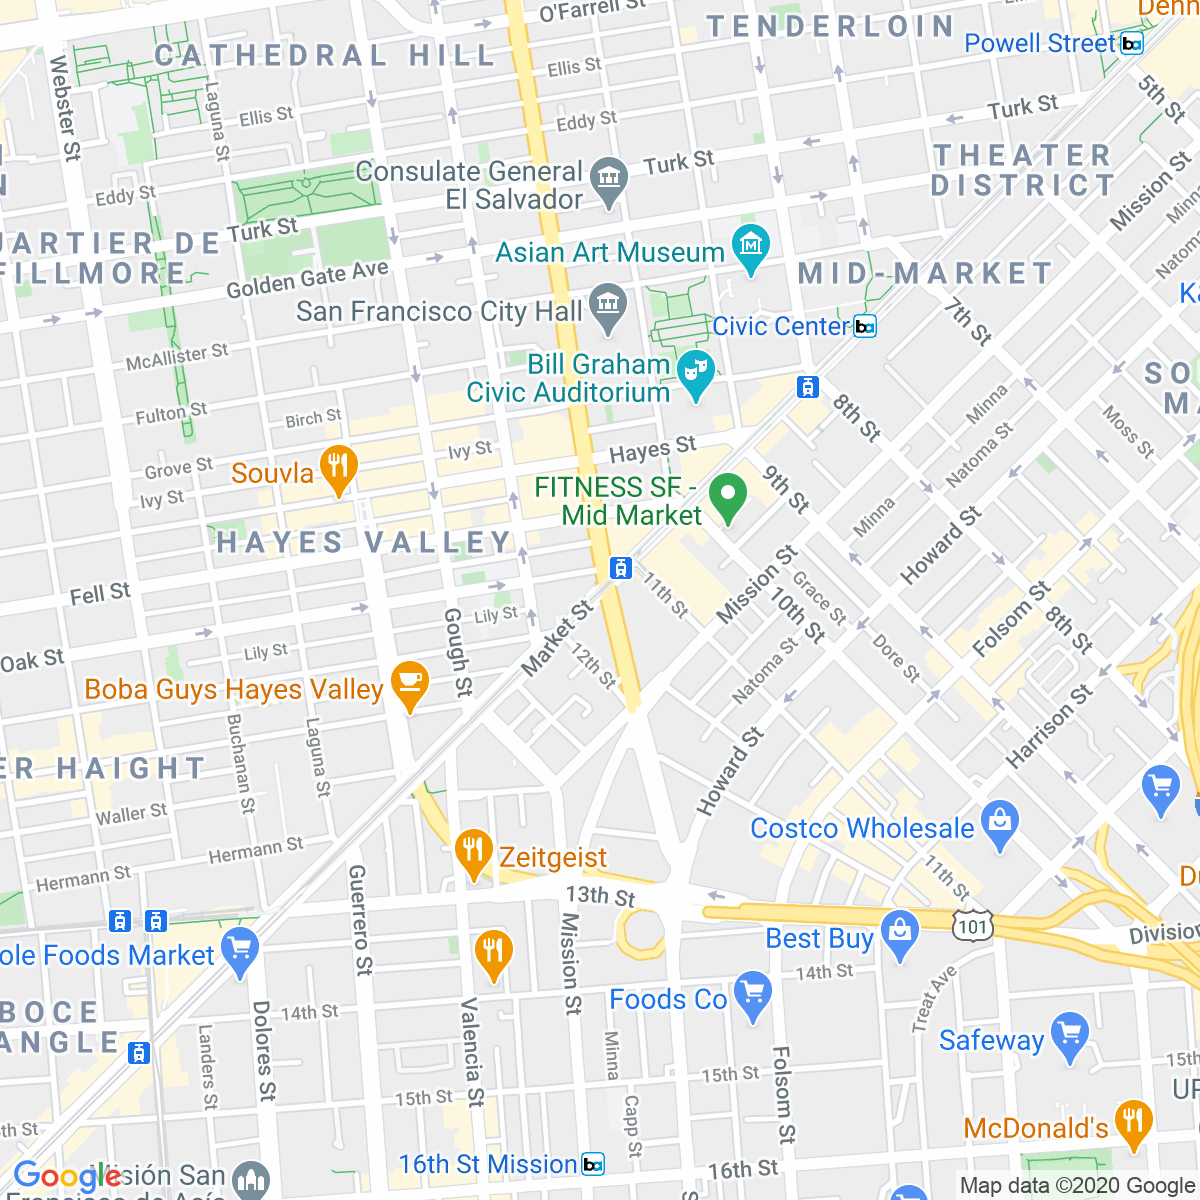 O'Farrell St
Denn
TENDERLOIN
CATHEDRAL HILL
Powell Street
Ellis St
Webster St
Laguna St
Ellis St
Eddy St
Turk St
5th St
THEATER
DISTRICT
Mission St
Minna
Natoma St
Consulate General
El Salvador
Turk St
Eddy St
Turk St
UARTIER DE
FILLMORE
Asian Art Museum
MID-MARKET
Golden Gate Ave
San Francisco City Hall
Civic Center
7th St
McAllister St
Bill Graham
Civic Auditorium
SO
MA
Minna
8th St
Moss St
Fulton St
Birch St
Ivy St
Hayes St
Natoma St
Grove St
Souvla
Ivy St
9th St
FITNESS SF -
Mid Market
Minna
Howard St
HAYES VALLEY
Mission St
11th St
Grace St
10th St
Fell St
Lily St
Gough St
Market St
Folsom St
8th St
Oak St
Lily St
12th St
Natoma St
Dore St
Boba Guys Hayes Valley
Buchanan St
Laguna St
Harrison St
ER HAIGHT
Howard St
Waller St
Costco Wholesale
Hermann St
Zeitgeist
11th St
Hermann St
Guerrero St
13th St
101
Division
Best Buy
ole Foods Market
Mission St
14th St
Foods Co
Treat Ave
BOCE
ANGLE
14th St
Dolores St
Valencia St
Landers St
Minna
Capp St
Folsom St
Safeway
15th St
15th St
15th St
McDonald's
16th St Mission
16th St
Google
Misión San
Francisco de Asís
Map data ©2020 Google